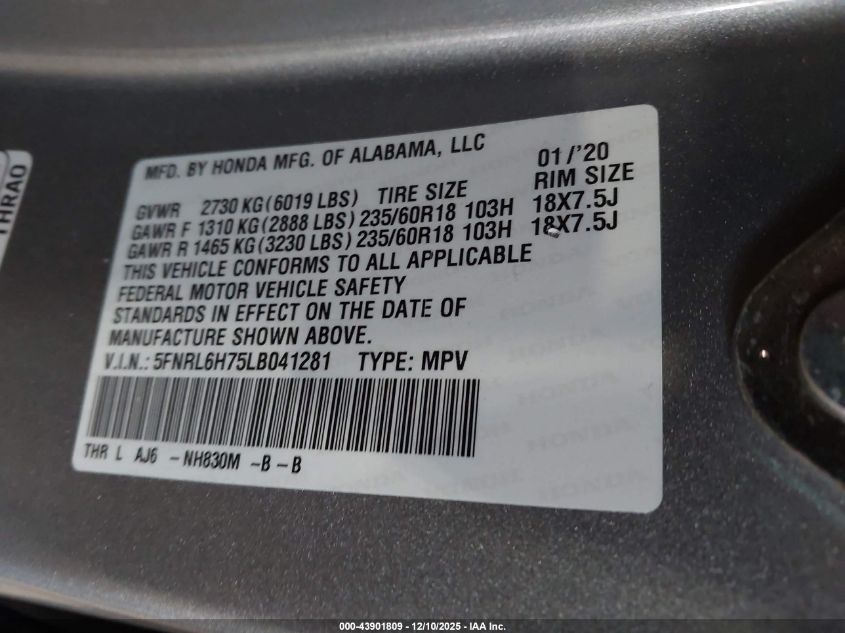 MFD. BY HONDA MFG. OF ALABAMA, LLC 01/'20
GVWR 2730 KG(6019 LBS) TIRE SIZE RIM SIZE
GAWR F 1310 KG(2888 LBS) 235/60R18 103H 18X7.5J
GAWR R 1465 KG(3230 LBS) 235/60R18 103H 18X7.5J
THIS VEHICLE CONFORMS TO ALL APPLICABLE
FEDERAL MOTOR VEHICLE SAFETY
STANDARDS IN EFFECT ON THE DATE OF
MANUFACTURE SHOWN ABOVE.
V.I.N.: 5FNRL6H75LB041281 TYPE: MPV
THR L AJ6 -NH830M -B-B
THRAO
000-43901809 - 12/10/2025 - IAA Inc.